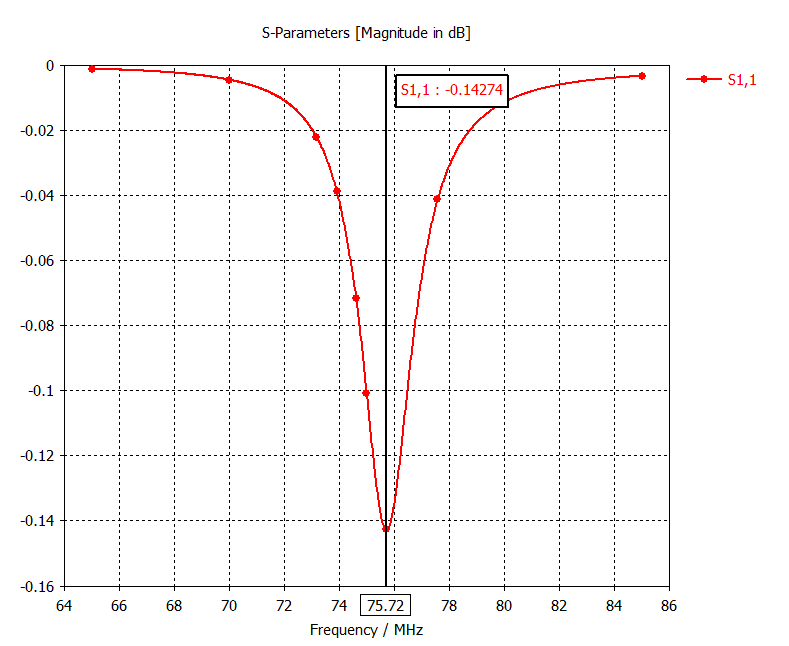 S-Parameters [Magnitude in dB]
0
-0.02
-0.04
-0.06
-0.08
-0.1
-0.12
-0.14
-0.16
S1,1 : -0.14274
S1,1
64 66 68 70 72 74 75.72 78 80 82 84 86
Frequency / MHz